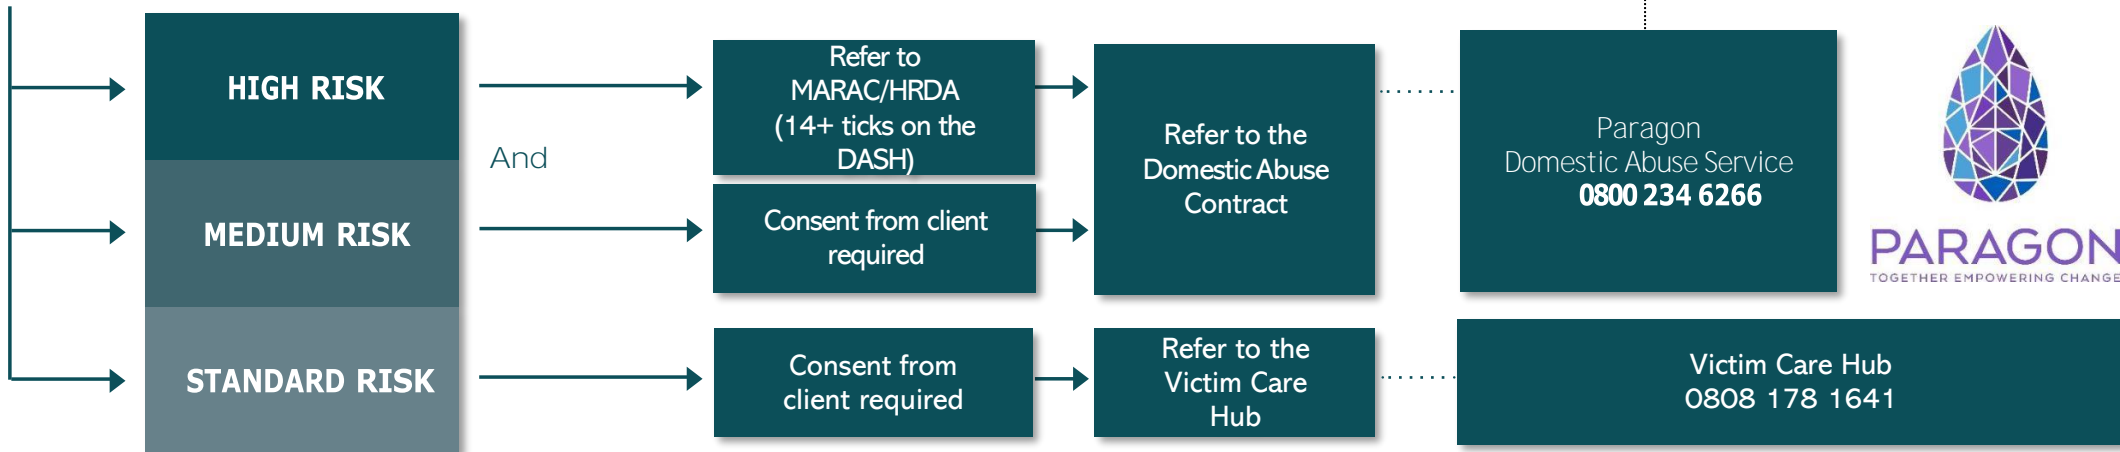 HIGH RISK
And
MEDIUM RISK
STANDARD RISK
Refer to
MARAC/HRDA
(14+ ticks on the
DASH)
Consent from client
required
Consent from
client required
Refer to the
Domestic Abuse
Contract
Refer to the
Victim Care
Hub
Paragon
Domestic Abuse Service
0800 234 6266
Victim Care Hub
0808 178 1641
PARAGON
TOGETHER EMPOWERING CHANGE